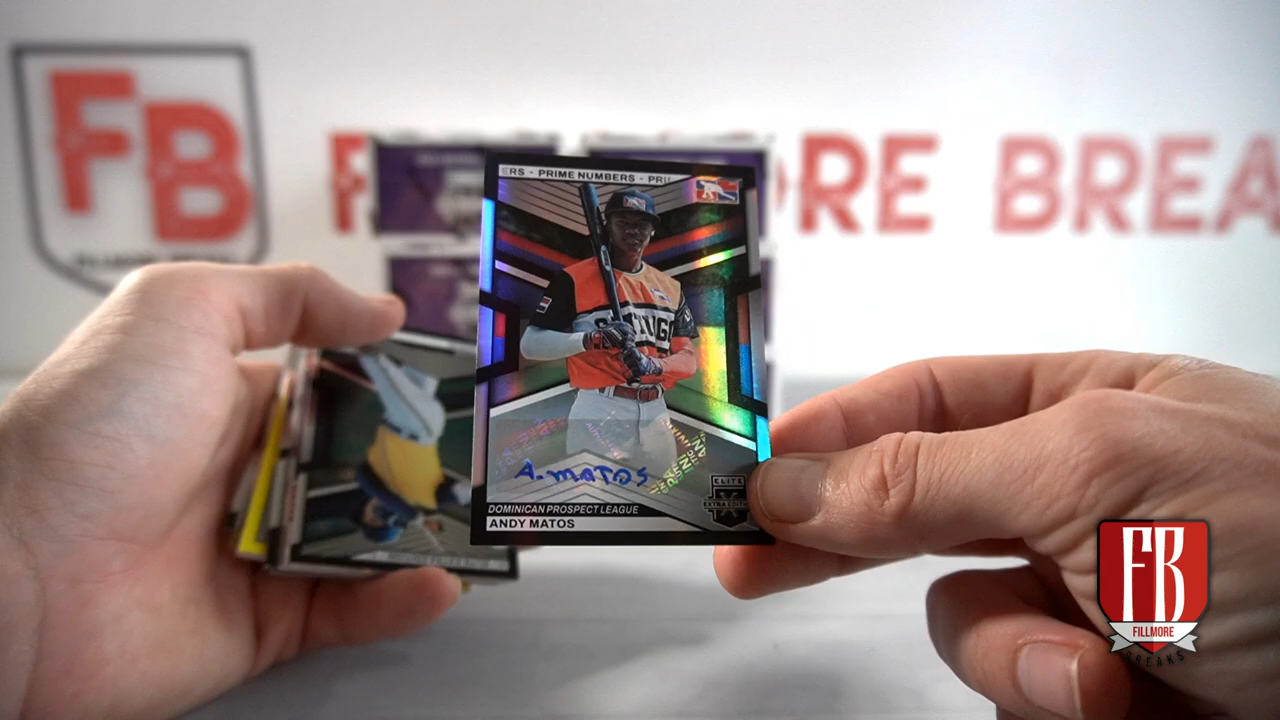 FB
FILLMORE
RE BREA
ERS - PRIME NUMBERS - PRI
A. MATOS
ELITE
X
EXTRA EDITION
DOMINICAN PROSPECT LEAGUE
ANDY MATOS
FB
FILLMORE
BREAKS